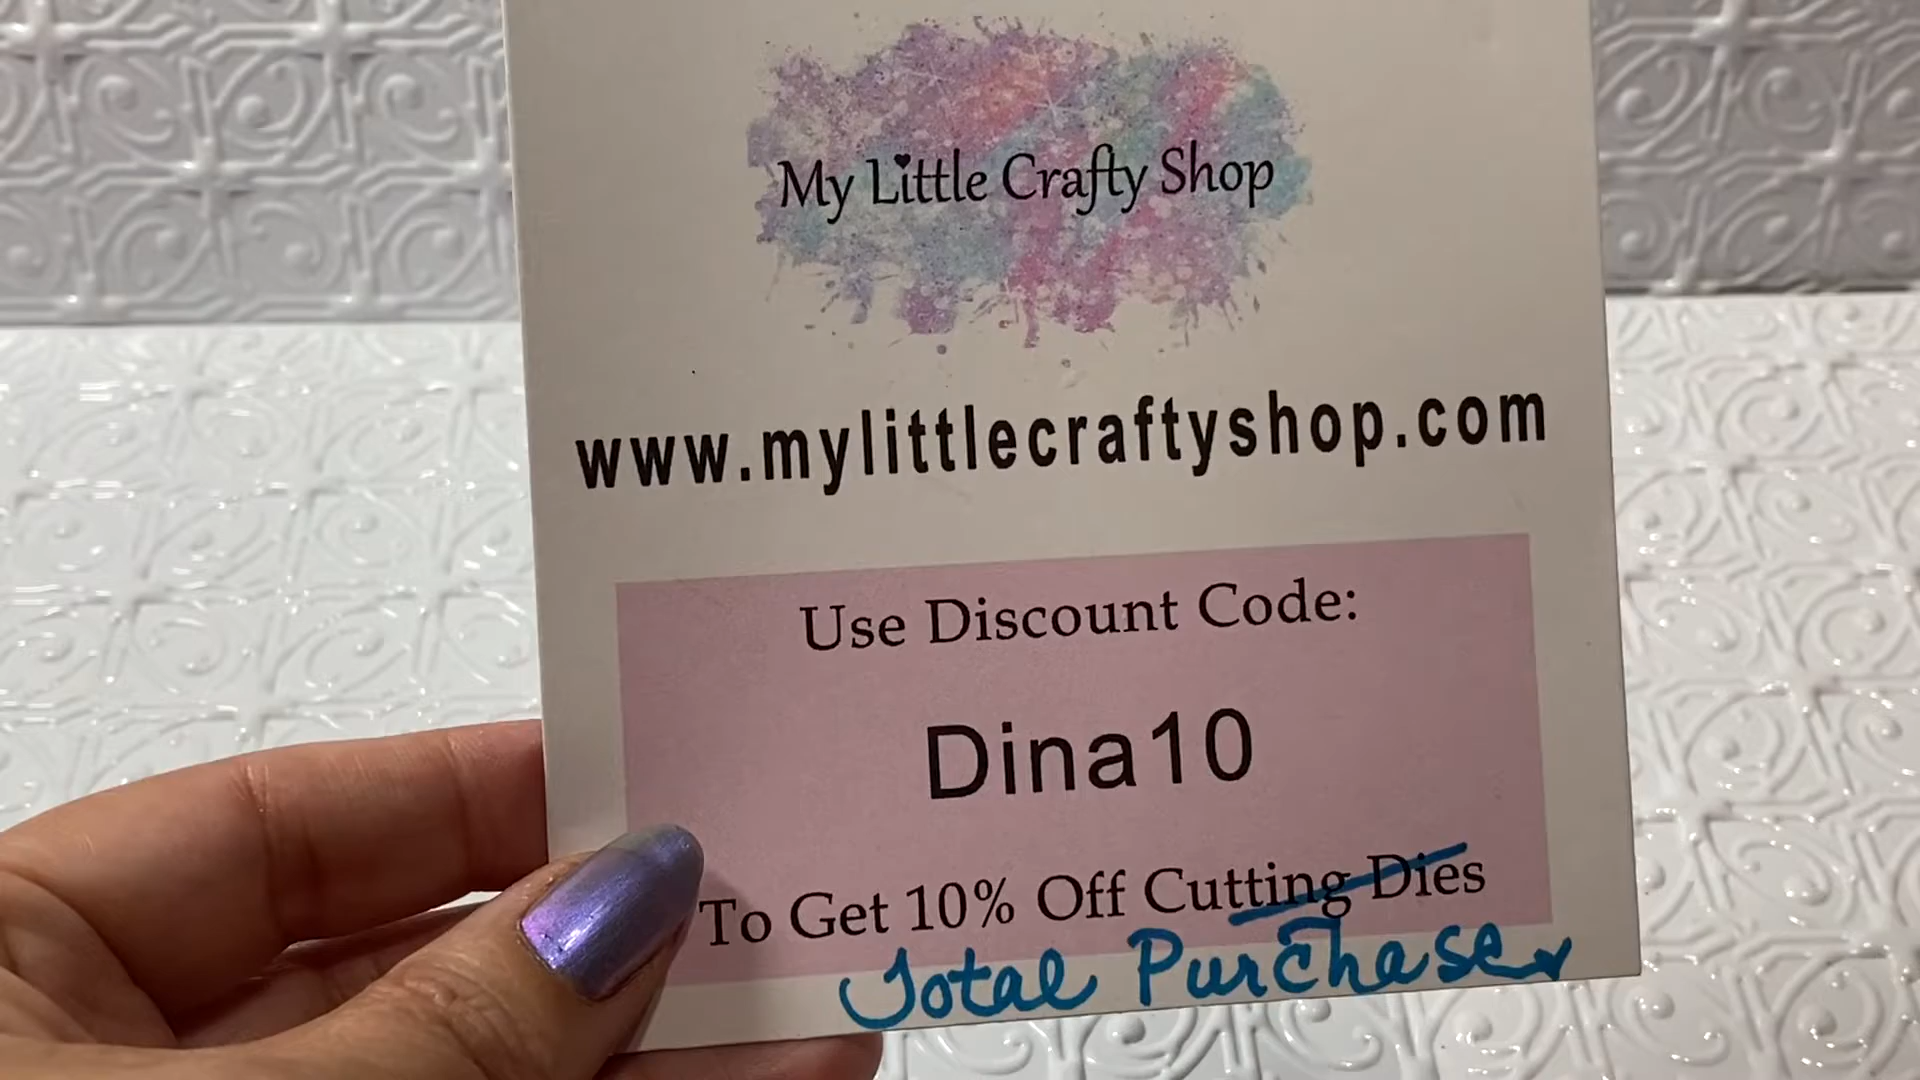 My Little Crafty Shop
www.mylittlecraftyshop.com
Use Discount Code:
Dina10
To Get 10% Off Cutting Dies
Total Purchase